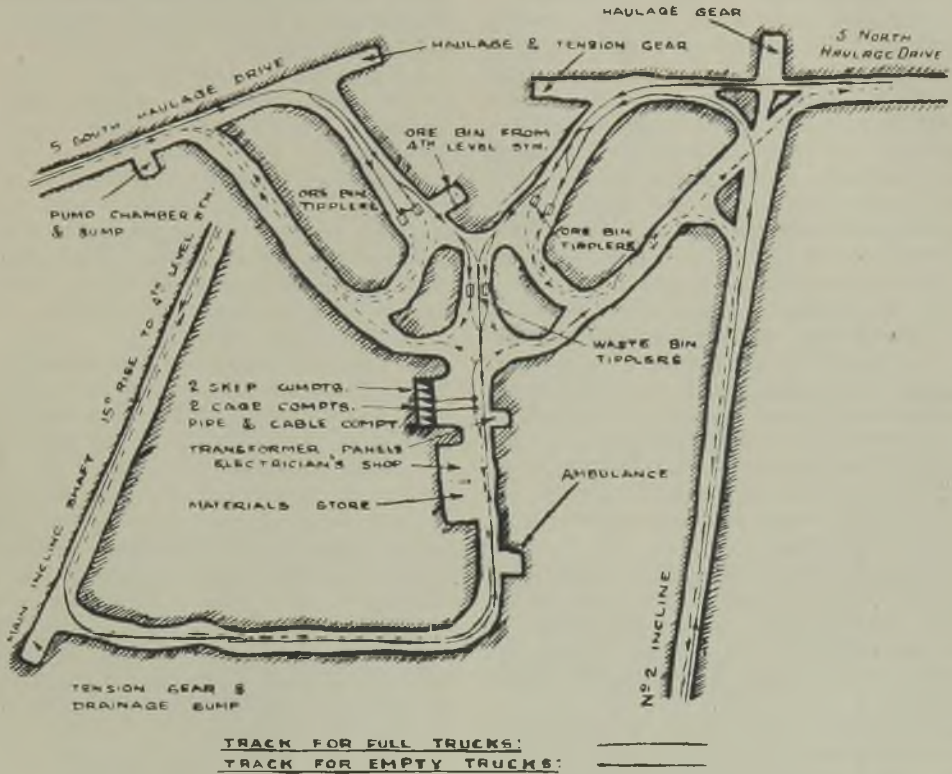 HAULAGE GEAR
HAULAGE & TENSION GEAR
5 NORTH
HAULAGE DRIVE
5 SOUTH HAULAGE DRIVE
ORE BIN FROM
4TH LEVEL STN.
ORE BIN
TIPPLERS
PUMP CHAMBER
& SUMP
ORE BIN
TIPPLERS
WASTE BIN
TIPPLERS
2 SKIP COMPTS.
2 CAGE COMPTS.
PIPE & CABLE COMPT.
TRANSFORMER, PANELS
ELECTRICIAN'S SHOP
MATERIALS STORE
AMBULANCE
15° RISE TO 4TH LEVEL STN.
MAIN INCLINE SHAFT
TENSION GEAR &
DRAINAGE SUMP
NO 2 INCLINE
TRACK FOR FULL TRUCKS:
TRACK FOR EMPTY TRUCKS: